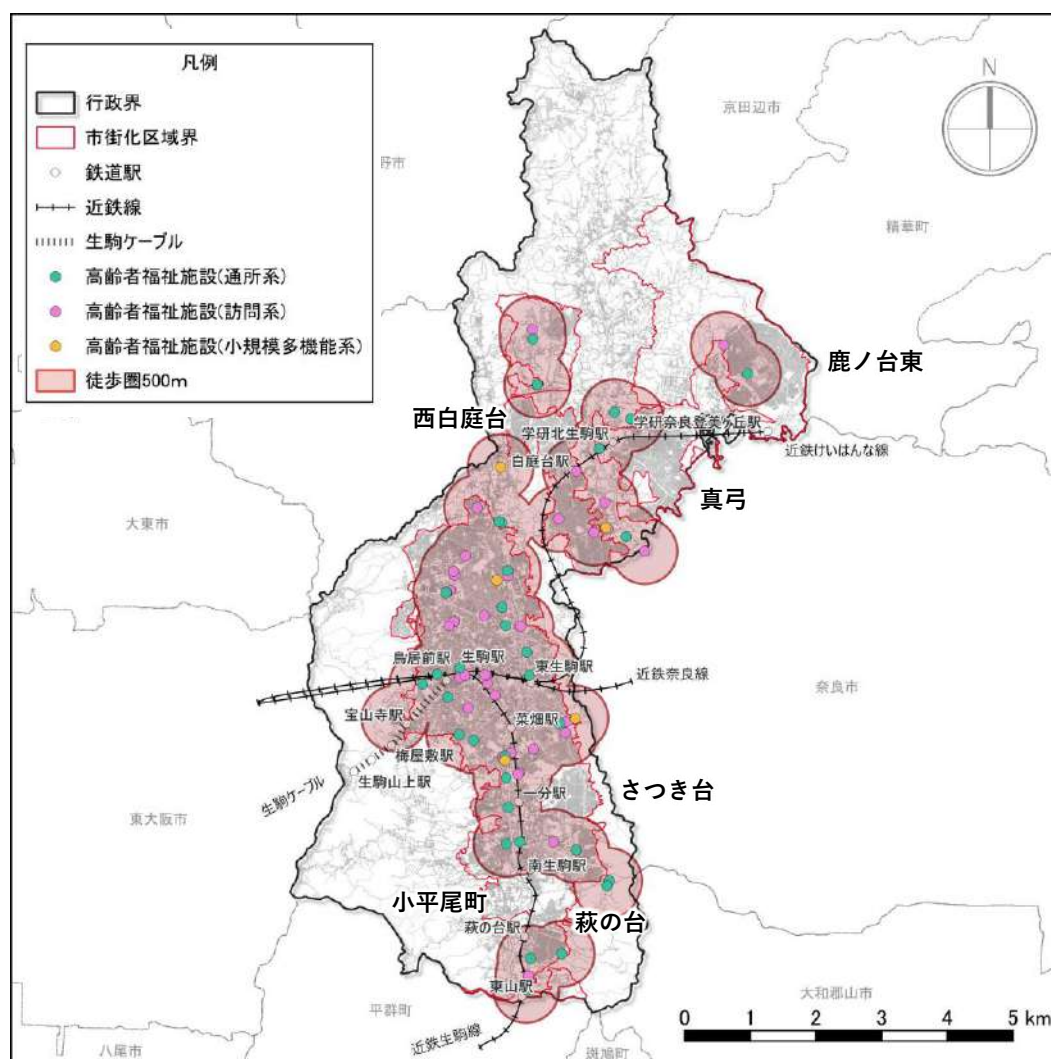 凡例
行政界
市街化区域界
鉄道駅
近鉄線
生駒ケーブル
高齢者福祉施設(通所系)
高齢者福祉施設(訪問系)
高齢者福祉施設(小規模多機能系)
徒歩圏500m
N
京田辺市
野市
精華町
鹿ノ台東
西白庭台
学研北生駒駅
学研奈良登美ケ丘駅
近鉄けいはんな線
白庭台駅
真弓
大東市
鳥居前駅
生駒駅
東生駒駅
近鉄奈良線
奈良市
宝山寺駅
菜畑駅
梅屋敷駅
生駒山上駅
生駒ケーブル
一分駅
さつき台
東大阪市
南生駒駅
小平尾町
萩の台
萩の台駅
東山駅
平群町
大和郡山市
近鉄生駒線
八尾市
斑鳩町
0 1 2 3 4 5 km